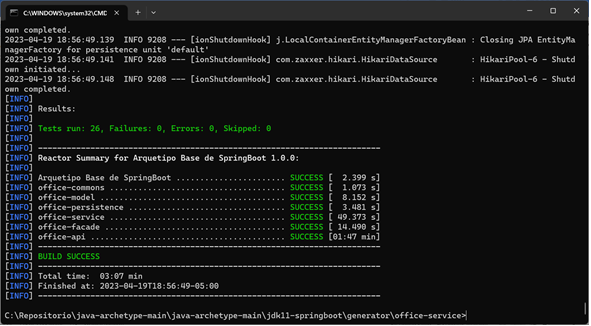 C:\WINDOWS\system32\CMD
own completed.
2023-04-19 18:56:49.139  INFO 9208 --- [ionShutdownHook] j.LocalContainerEntityManagerFactoryBean : Closing JPA EntityMa
nagerFactory for persistence unit 'default'
2023-04-19 18:56:49.141  INFO 9208 --- [ionShutdownHook] com.zaxxer.hikari.HikariDataSource       : HikariPool-6 - Shutd
own initiated...
2023-04-19 18:56:49.148  INFO 9208 --- [ionShutdownHook] com.zaxxer.hikari.HikariDataSource       : HikariPool-6 - Shutd
own completed.
[INFO]
[INFO] Results:
[INFO]
[INFO] Tests run: 26, Failures: 0, Errors: 0, Skipped: 0
[INFO]
[INFO] ------------------------------------------------------------------------
[INFO] Reactor Summary for Arquetipo Base de SpringBoot 1.0.0:
[INFO]
[INFO] Arquetipo Base de SpringBoot ....................... SUCCESS [  2.399 s]
[INFO] office-commons ..................................... SUCCESS [  1.073 s]
[INFO] office-model ....................................... SUCCESS [  8.152 s]
[INFO] office-persistence ................................. SUCCESS [  3.481 s]
[INFO] office-service ..................................... SUCCESS [ 49.373 s]
[INFO] office-facade ...................................... SUCCESS [ 14.490 s]
[INFO] office-api ......................................... SUCCESS [01:47 min]
[INFO] ------------------------------------------------------------------------
[INFO] BUILD SUCCESS
[INFO] ------------------------------------------------------------------------
[INFO] Total time:  03:07 min
[INFO] Finished at: 2023-04-19T18:56:49-05:00
[INFO] ------------------------------------------------------------------------
C:\Repositorio\java-archetype-main\java-archetype-main\jdk11-springboot\generator\office-service>